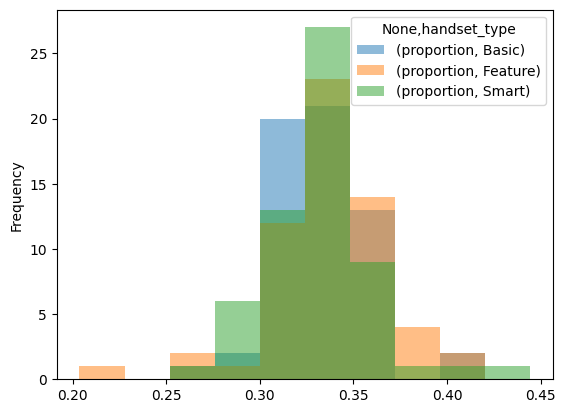 None,handset_type
(proportion, Basic)
(proportion, Feature)
(proportion, Smart)
Frequency
25
20
15
10
5
0
0.20 0.25 0.30 0.35 0.40 0.45